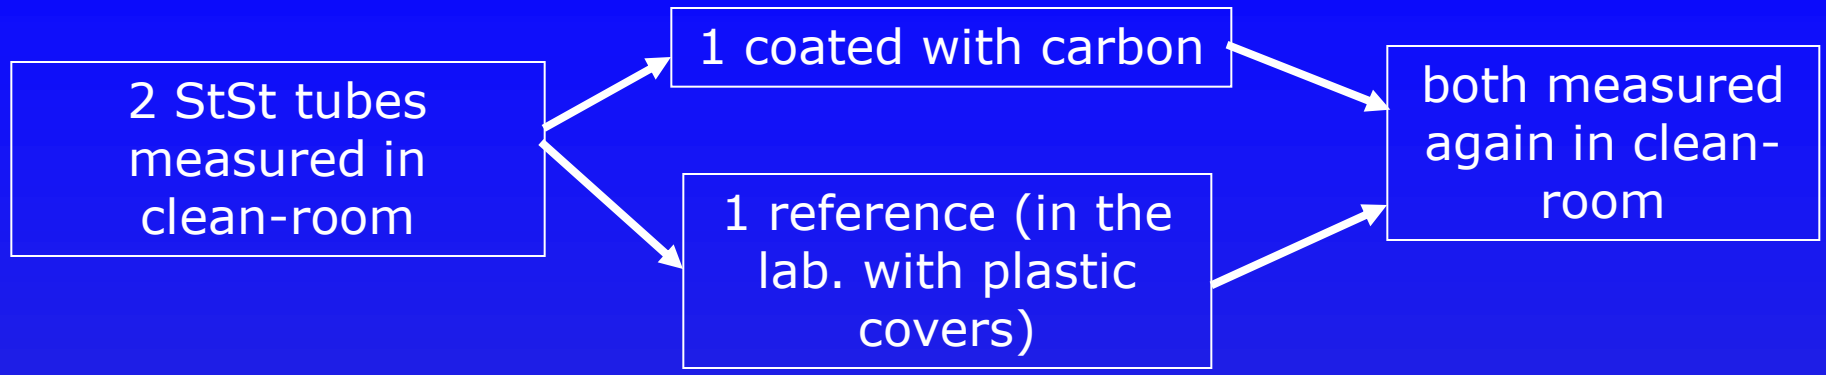 2 StSt tubes
measured in
clean-room
1 coated with carbon
1 reference (in the
lab. with plastic
covers)
both measured
again in clean-
room